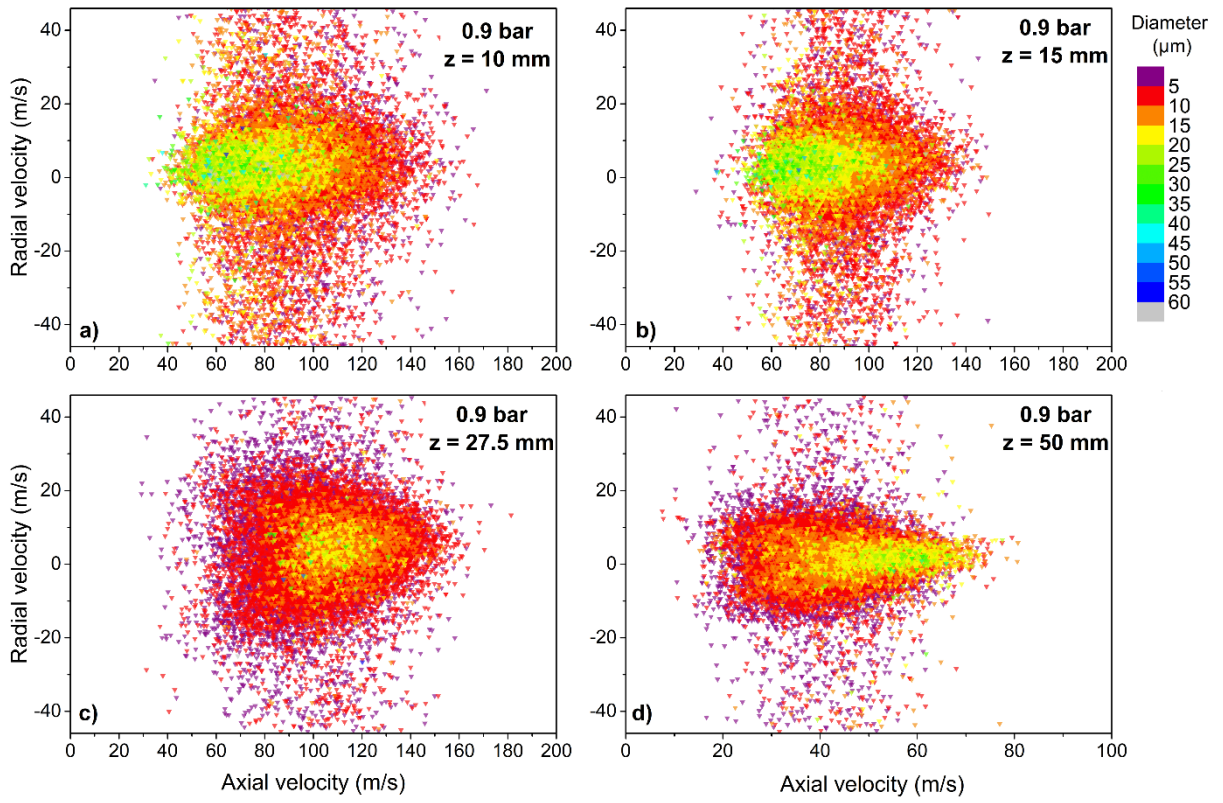 0.9 bar
z = 10 mm
a)
Radial velocity (m/s)
40
20
0
-20
-40
0 20 40 60 80 100 120 140 160 180 200
0.9 bar
z = 15 mm
b)
40
20
0
-20
-40
0 20 40 60 80 100 120 140 160 180 200
Diameter
(µm)
5
10
15
20
25
30
35
40
45
50
55
60
0.9 bar
z = 27.5 mm
c)
Radial velocity (m/s)
40
20
0
-20
-40
0 20 40 60 80 100 120 140 160 180 200
Axial velocity (m/s)
0.9 bar
z = 50 mm
d)
40
20
0
-20
-40
0 20 40 60 80 100
Axial velocity (m/s)